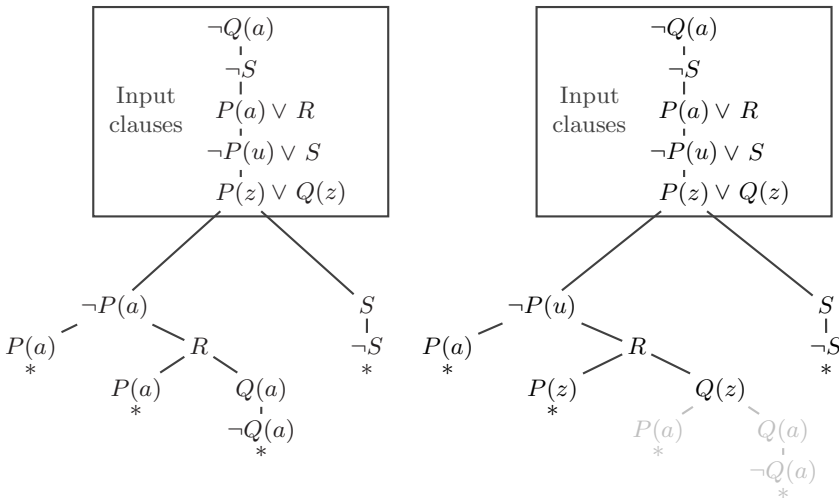 ¬Q(a)
¬S
Input
clauses
P(a) ∨ R
¬P(u) ∨ S
P(z) ∨ Q(z)
¬P(a)
S
P(a)
*
R
¬S
*
P(a)
*
Q(a)
¬Q(a)
*
¬Q(a)
¬S
Input
clauses
P(a) ∨ R
¬P(u) ∨ S
P(z) ∨ Q(z)
¬P(u)
S
P(a)
*
R
¬S
*
P(z)
*
Q(z)
P(a)
*
Q(a)
¬Q(a)
*